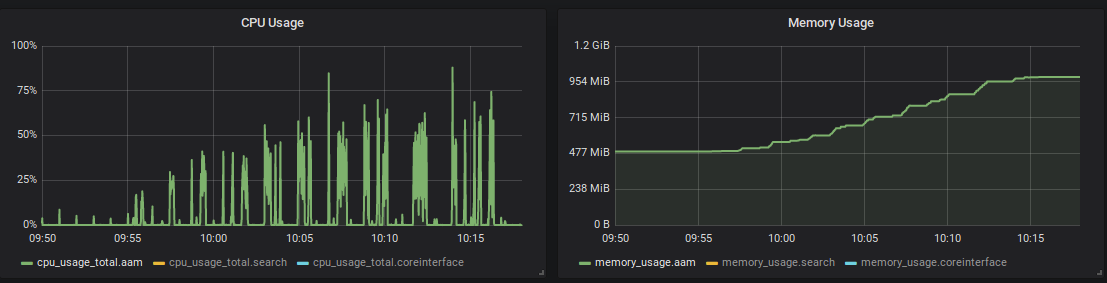 CPU Usage
100%
75%
50%
25%
0%
09:50 09:55 10:00 10:05 10:10 10:15
cpu_usage_total.aam cpu_usage_total.search cpu_usage_total.coreinterface
Memory Usage
1.2 GiB
954 MiB
715 MiB
477 MiB
238 MiB
0 B
09:50 09:55 10:00 10:05 10:10 10:15
memory_usage.aam memory_usage.search memory_usage.coreinterface